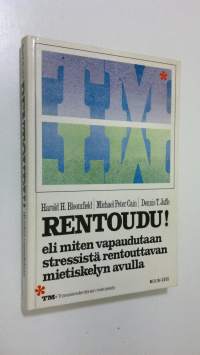 TM*
Harold H. Bloomfield | Michael Peter Cain | Dennis T. Jaffe
RENTOUDU!
eli miten vapaudutaan
stressistä rentouttavan
mietiskelyn avulla